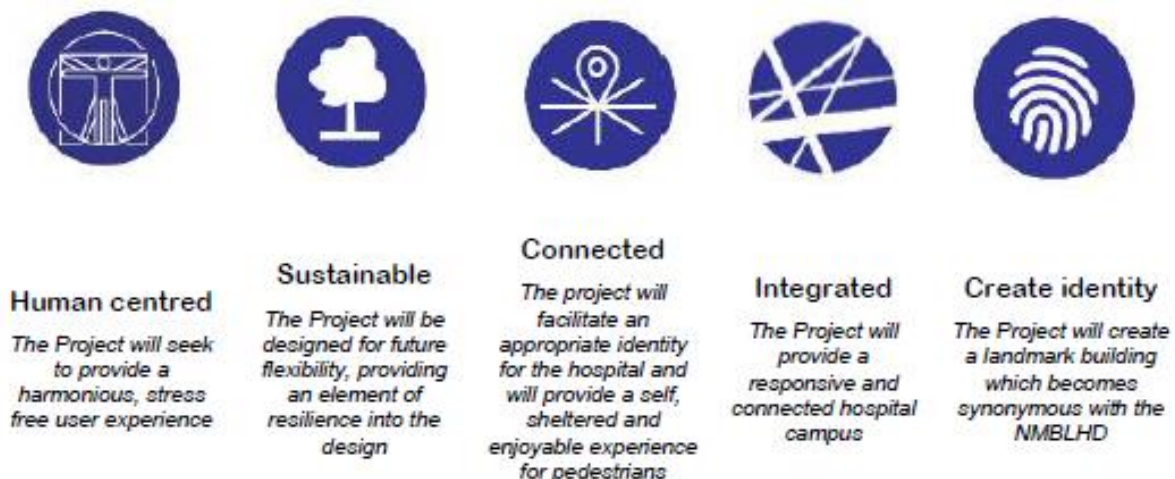 Human centred
The Project will seek
to provide a
harmonious, stress
free user experience
Sustainable
The Project will be
designed for future
flexibility, providing
an element of
resilience into the
design
Connected
The project will
facilitate an
appropriate identity
for the hospital and
will provide a self,
sheltered and
enjoyable experience
for pedestrians
Integrated
The Project will
provide a
responsive and
connected hospital
campus
Create identity
The Project will create
a landmark building
which becomes
synonymous with the
NMBLHD